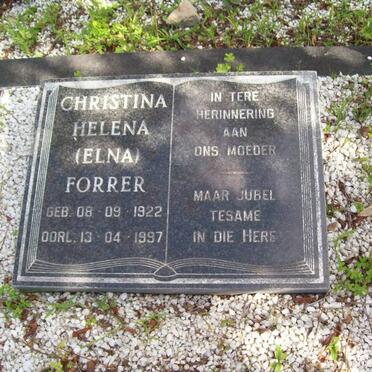 CHRISTINA
HELENA
(ELNA)
FORRER
GEB. 08-09-1922
OORL. 13-04-1997
IN TERE
HERINNERING
AAN
ONS MOEDER
MAAR JUBEL
TESAME
IN DIE HERE